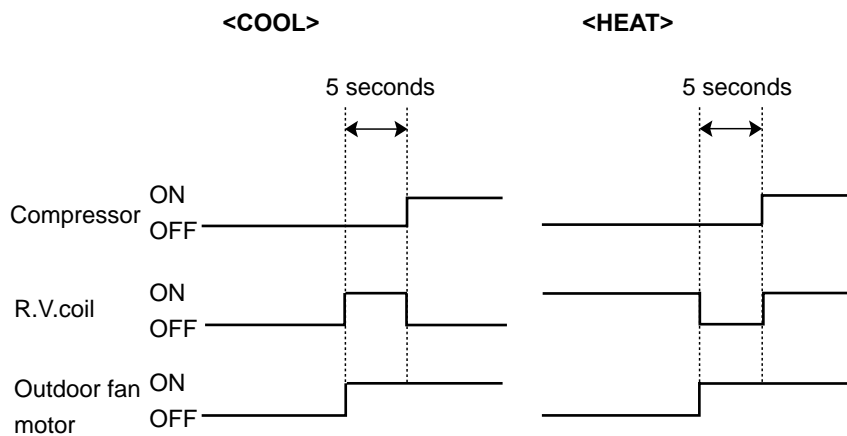 <COOL>
<HEAT>
5 seconds
5 seconds
Compressor
ON
OFF
R.V.coil
ON
OFF
Outdoor fan
motor
ON
OFF